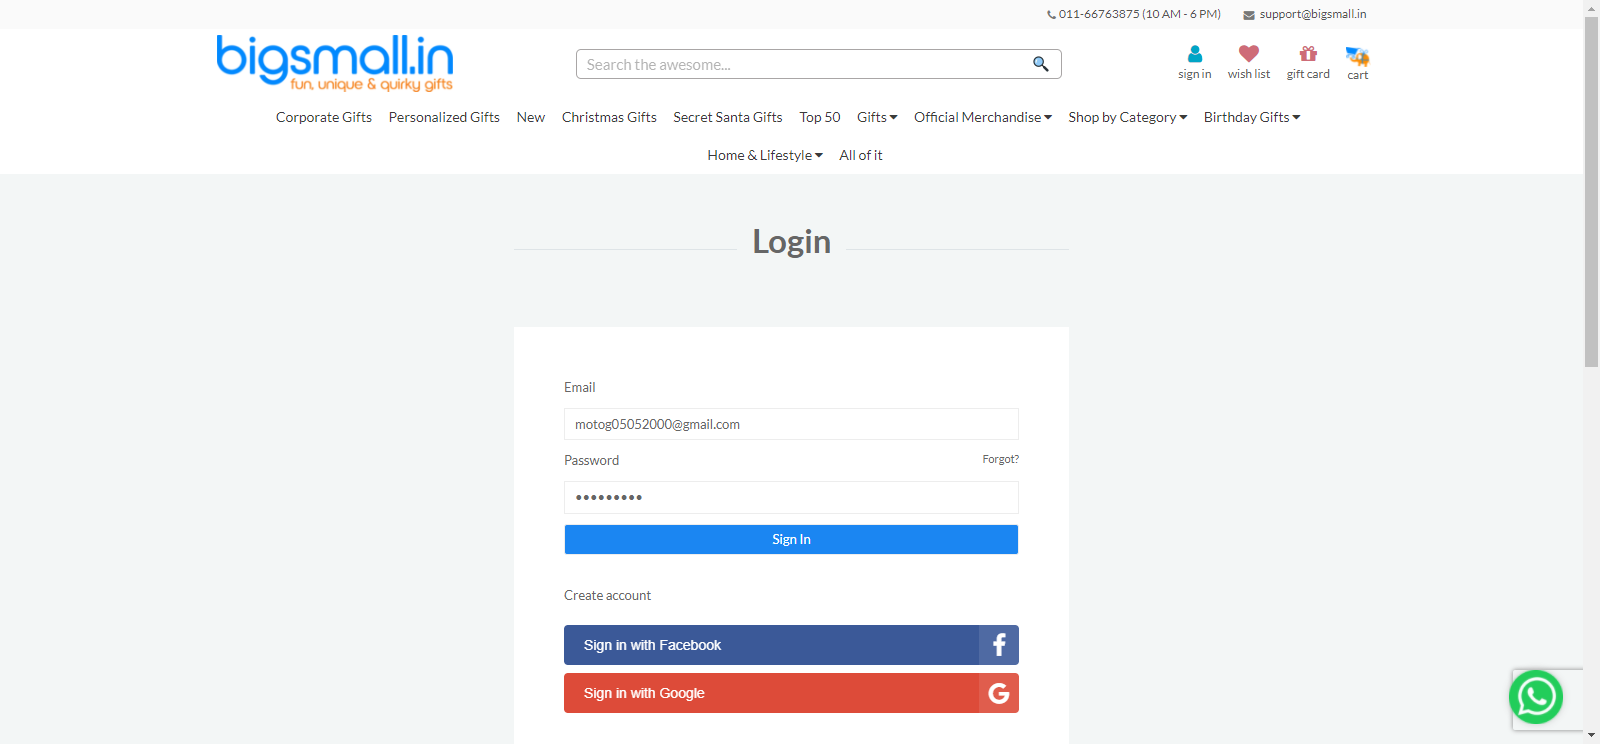 011-66763875 (10 AM - 6 PM) support@bigsmall.in
bigsmall.in
fun, unique & quirky gifts
Search the awesome...
sign in wish list gift card cart
Corporate Gifts Personalized Gifts New Christmas Gifts Secret Santa Gifts Top 50 Gifts Official Merchandise Shop by Category Birthday Gifts
Home & Lifestyle All of it
Login
Email
motog05052000@gmail.com
Password Forgot?
•••••••••
Sign In
Create account
Sign in with Facebook
Sign in with Google